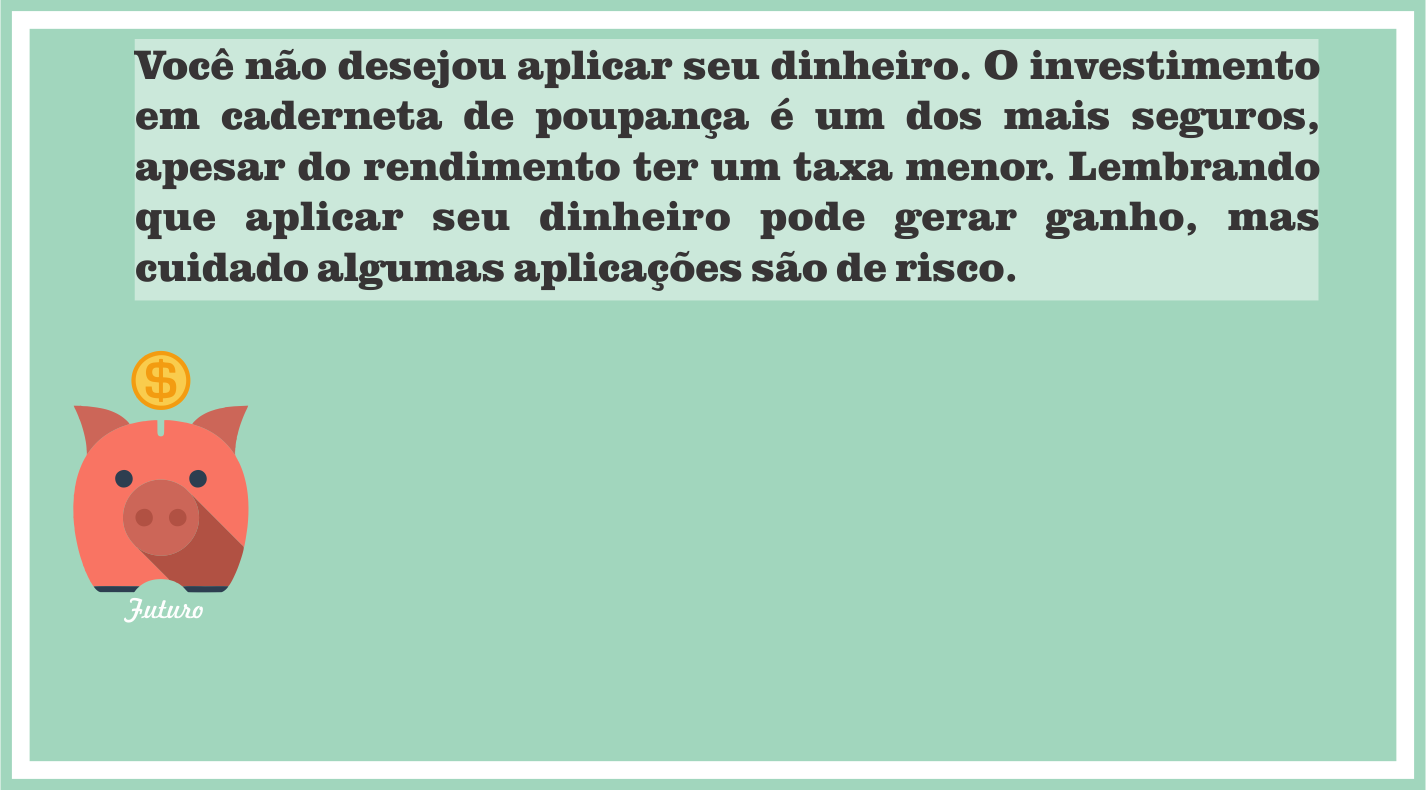 Você não desejou aplicar seu dinheiro. O investimento
em caderneta de poupança é um dos mais seguros,
apesar do rendimento ter um taxa menor. Lembrando
que aplicar seu dinheiro pode gerar ganho, mas
cuidado algumas aplicações são de risco.
$
Futuro